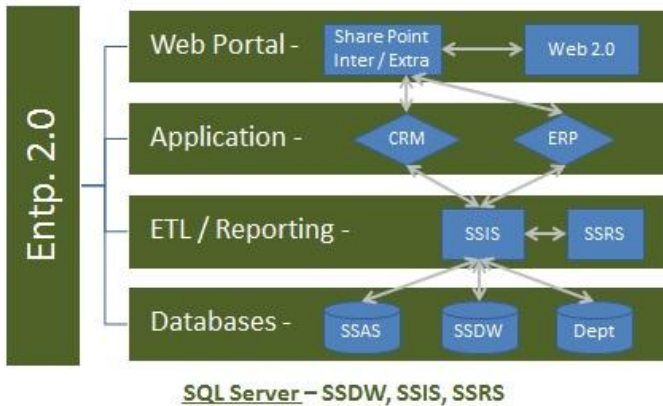 Entp. 2.0
Web Portal -
Share Point
Inter / Extra
Web 2.0
Application -
CRM
ERP
ETL / Reporting -
SSIS
SSRS
Databases -
SSAS
SSDW
Dept
SQL Server – SSDW, SSIS, SSRS